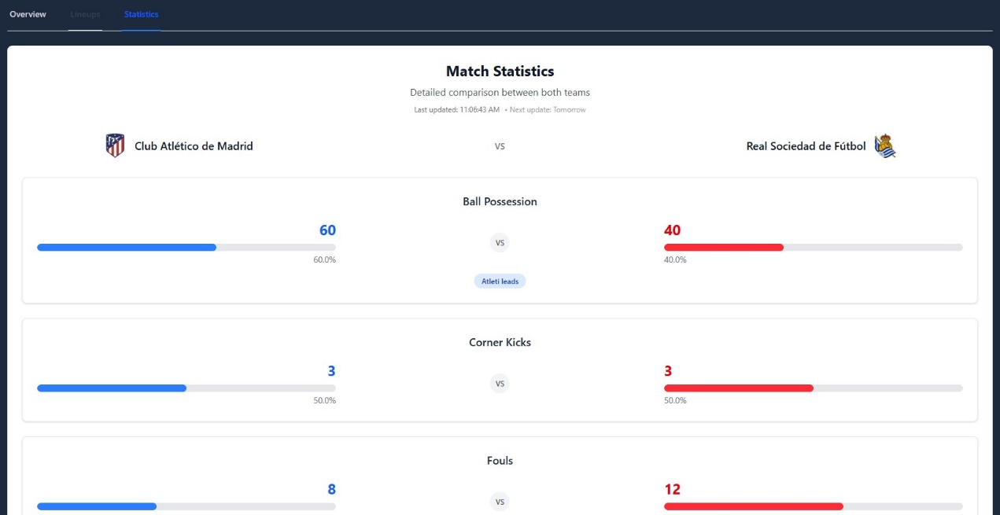 Overview Lineups Statistics
Match Statistics
Detailed comparison between both teams
Last updated: 11:06:43 AM • Next update: Tomorrow
Club Atlético de Madrid VS Real Sociedad de Fútbol
Ball Possession
60 VS 40
60.0% 40.0%
Atleti leads
Corner Kicks
3 VS 3
50.0% 50.0%
Fouls
8 VS 12